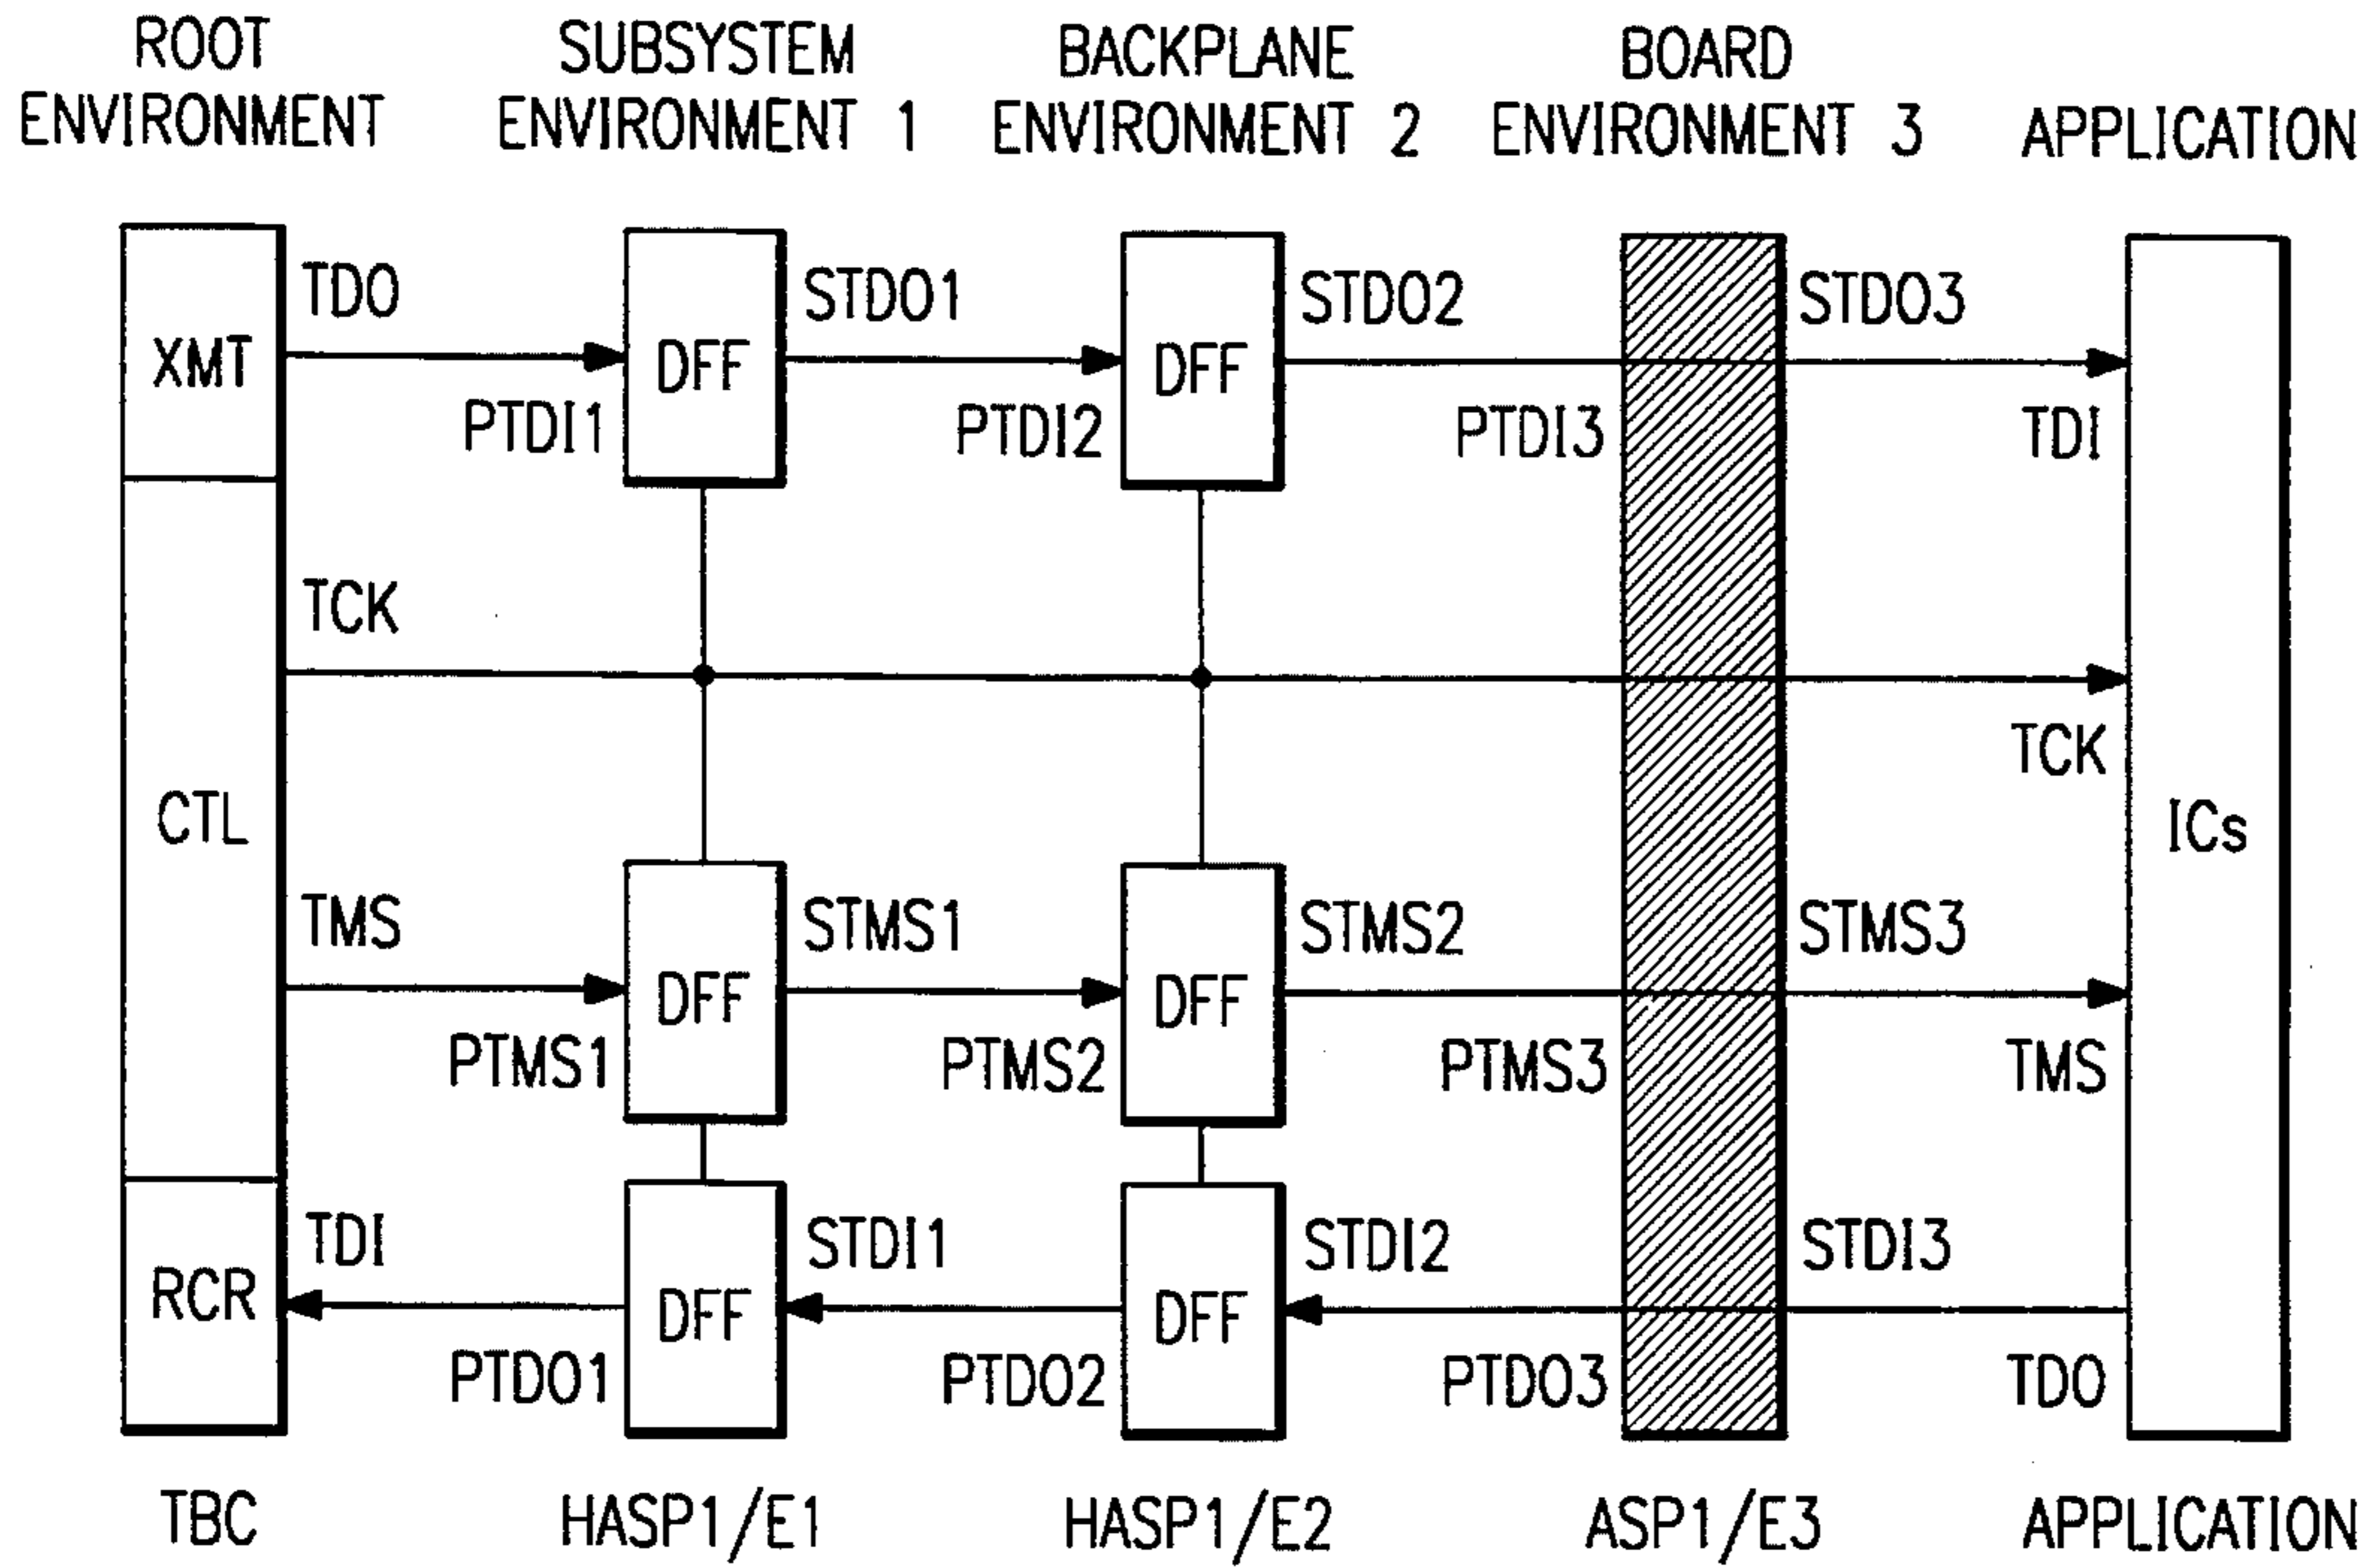 ROOT
ENVIRONMENT
SUBSYSTEM
ENVIRONMENT 1
BACKPLANE
ENVIRONMENT 2
BOARD
ENVIRONMENT 3
APPLICATION
XMT
TDO
PTDI1
DFF
STDO1
PTDI2
DFF
STDO2
PTDI3
STDO3
TDI
TCK
TCK
CTL
ICs
TMS
PTMS1
DFF
STMS1
PTMS2
DFF
STMS2
PTMS3
STMS3
TMS
RCR
TDI
PTDO1
DFF
STDI1
PTDO2
DFF
STDI2
PTDO3
STDI3
TDO
TBC
HASP1/E1
HASP1/E2
ASP1/E3
APPLICATION